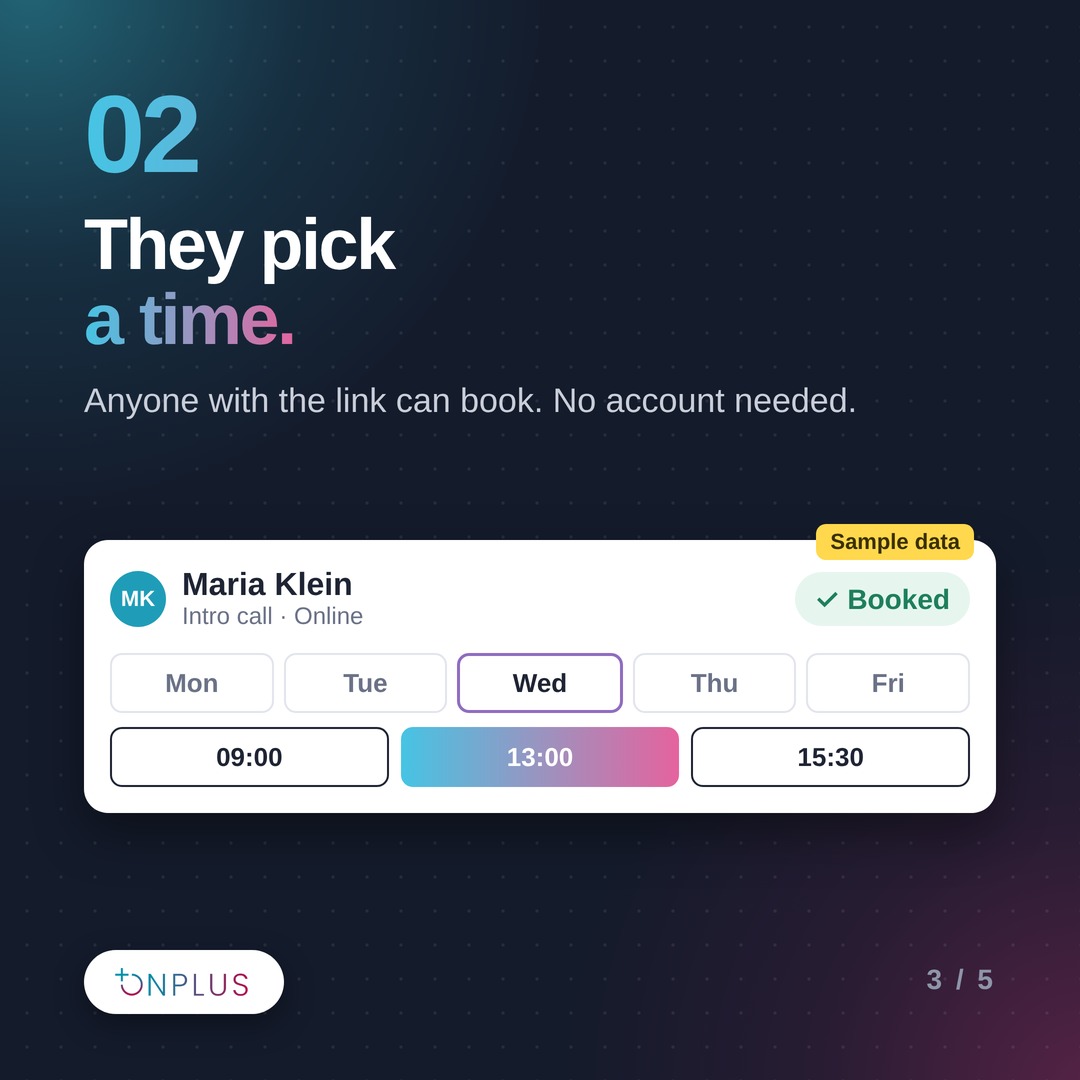 02
They pick
a time.
Anyone with the link can book. No account needed.
Sample data
MK
Maria Klein
Intro call · Online
✓ Booked
Mon Tue Wed Thu Fri
09:00 13:00 15:30
ONPLUS
3 / 5